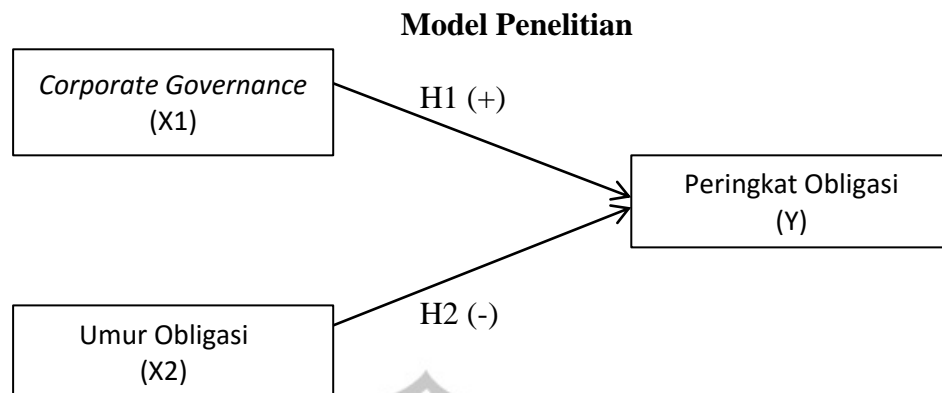 Model Penelitian
Corporate Governance
(X1)
H1 (+)
Peringkat Obligasi
(Y)
H2 (-)
Umur Obligasi
(X2)